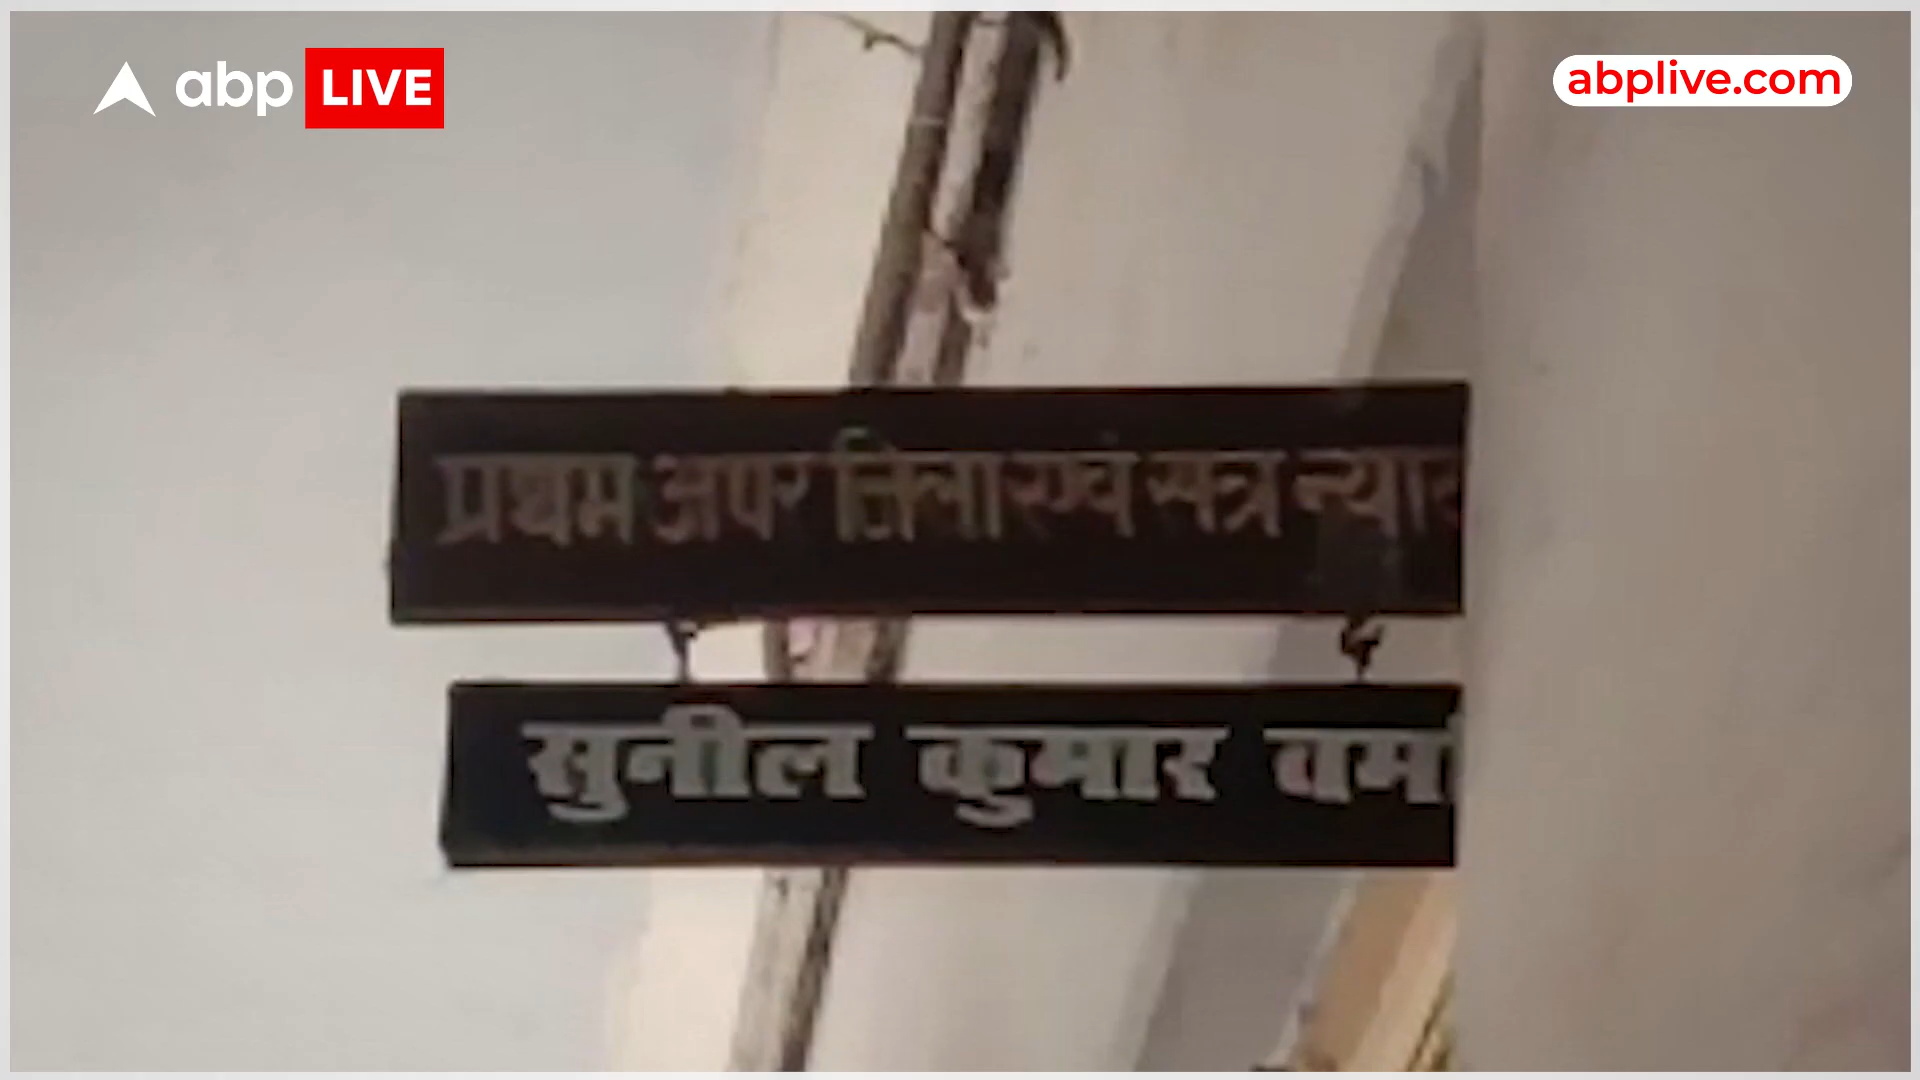 abp LIVE
abplive.com
प्रथम अपर जिला एवं सत्र
सुनील कुमार वर्मा